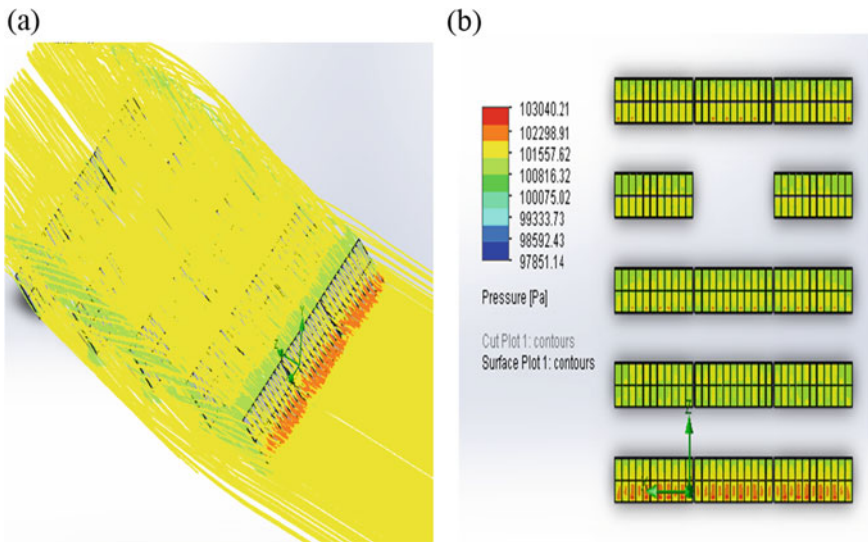 (a)
(b)
103040.21
102298.91
101557.62
100816.32
100075.02
99333.73
98592.43
97851.14
Pressure [Pa]
Cut Plot 1: contours
Surface Plot 1: contours
Z